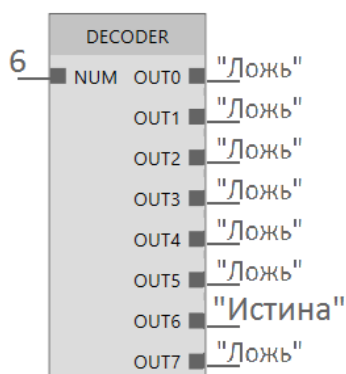 DECODER
6 NUM OUT0 "Ложь"
OUT1 "Ложь"
OUT2 "Ложь"
OUT3 "Ложь"
OUT4 "Ложь"
OUT5 "Ложь"
OUT6 "Истина"
OUT7 "Ложь"